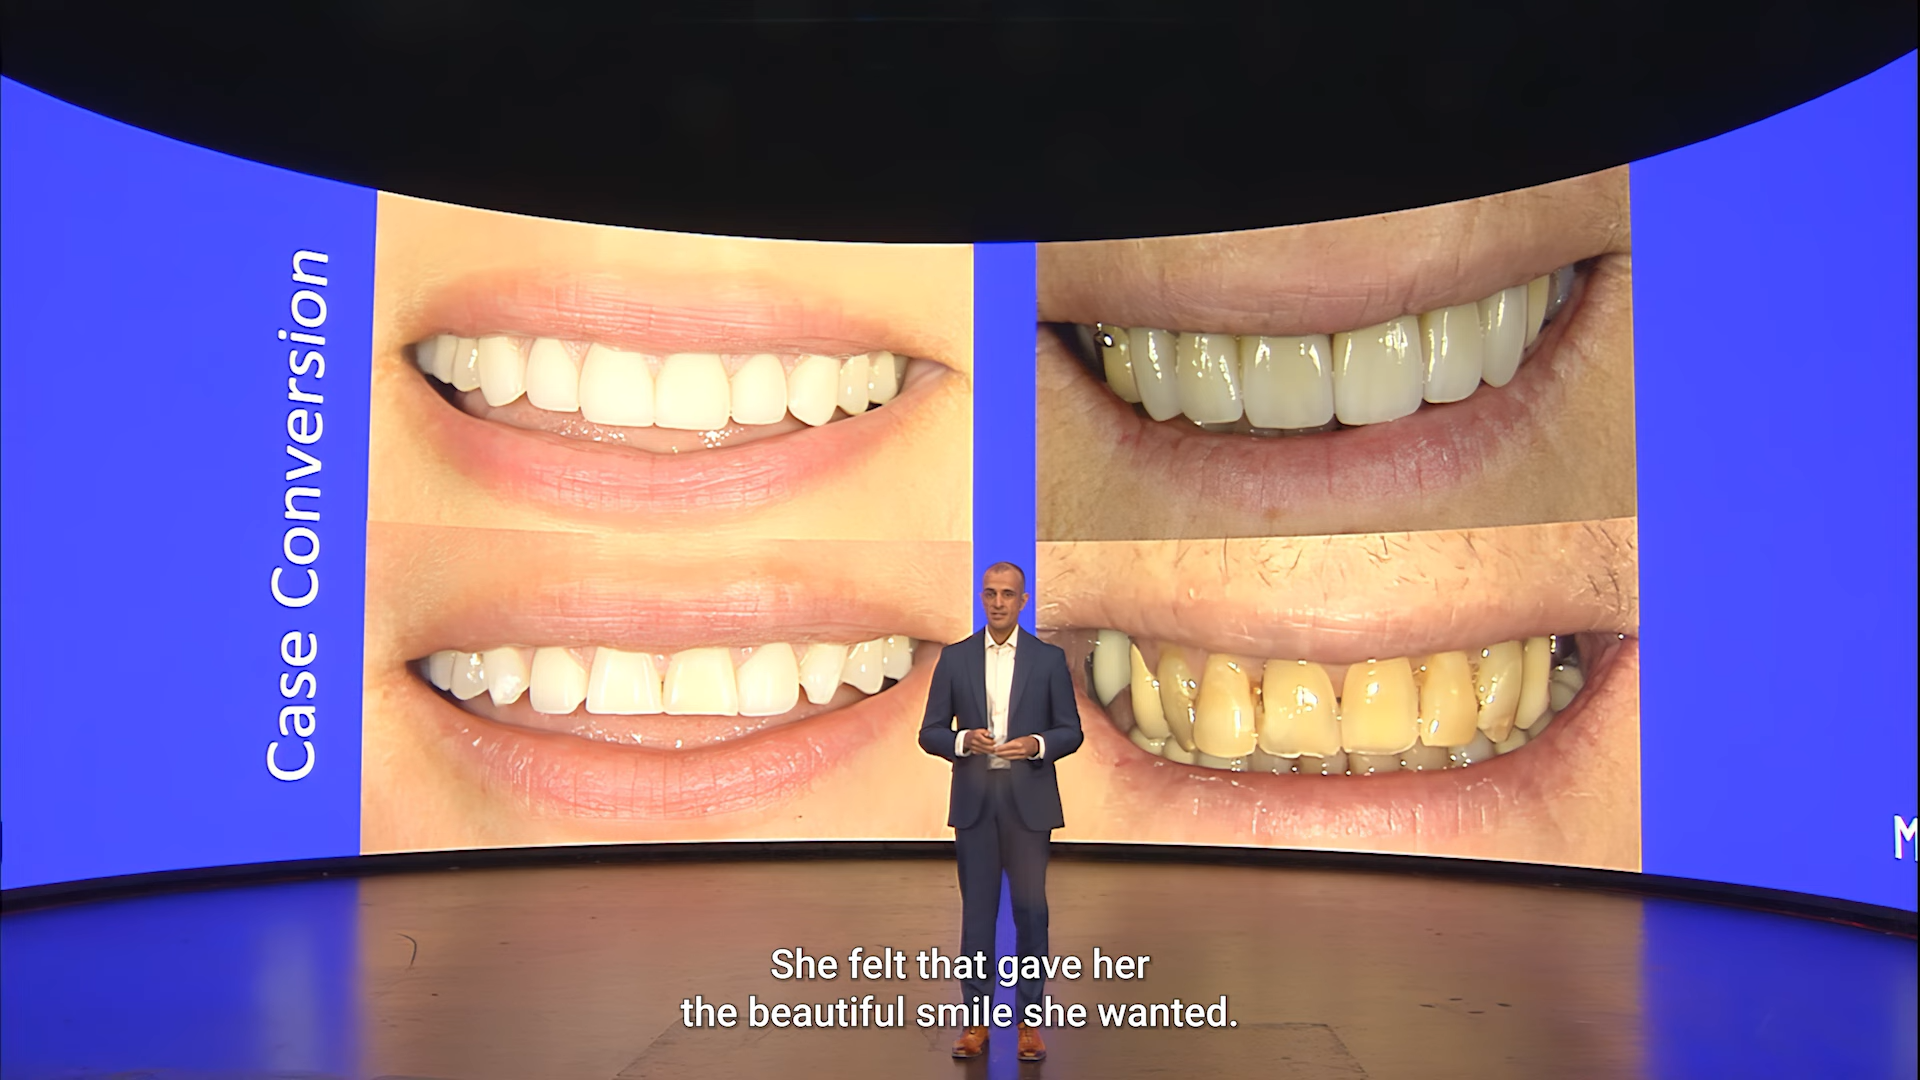 Case Conversion
She felt that gave her
the beautiful smile she wanted.